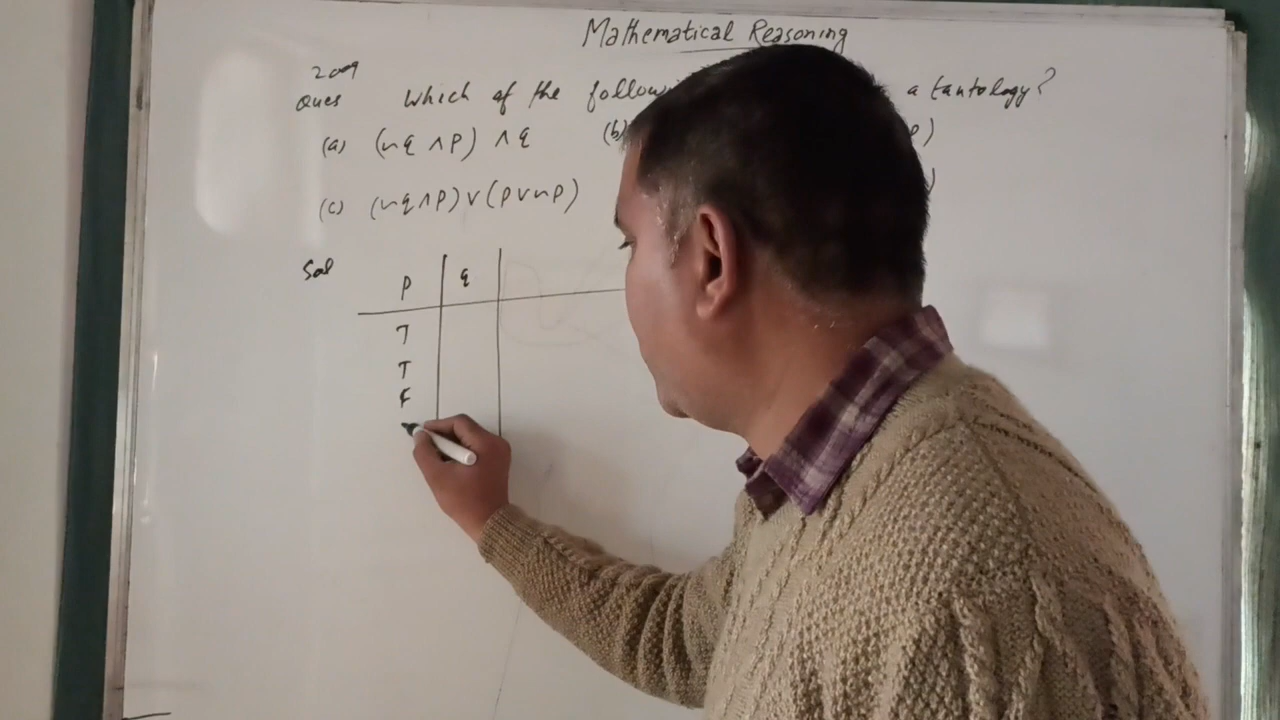 Mathematical Reasoning
2009
Ques Which of the follow a tautology?
(a) (~q ∧ p) ∧ q (b) p)
(c) (~q ∧ p) ∨ (p ∨ ~p) )
Sol p q
T
T
F